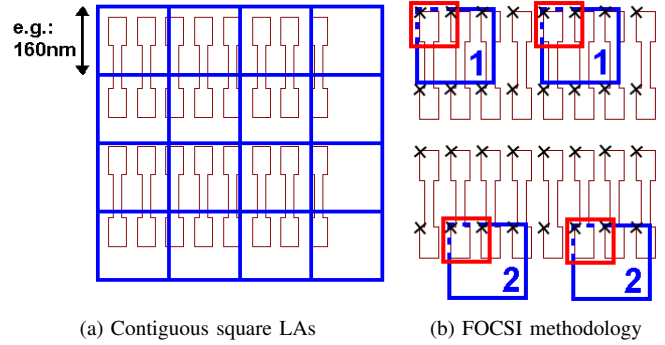 e.g.:
160nm
1
1
2
2
(a) Contiguous square LAs
(b) FOCSI methodology